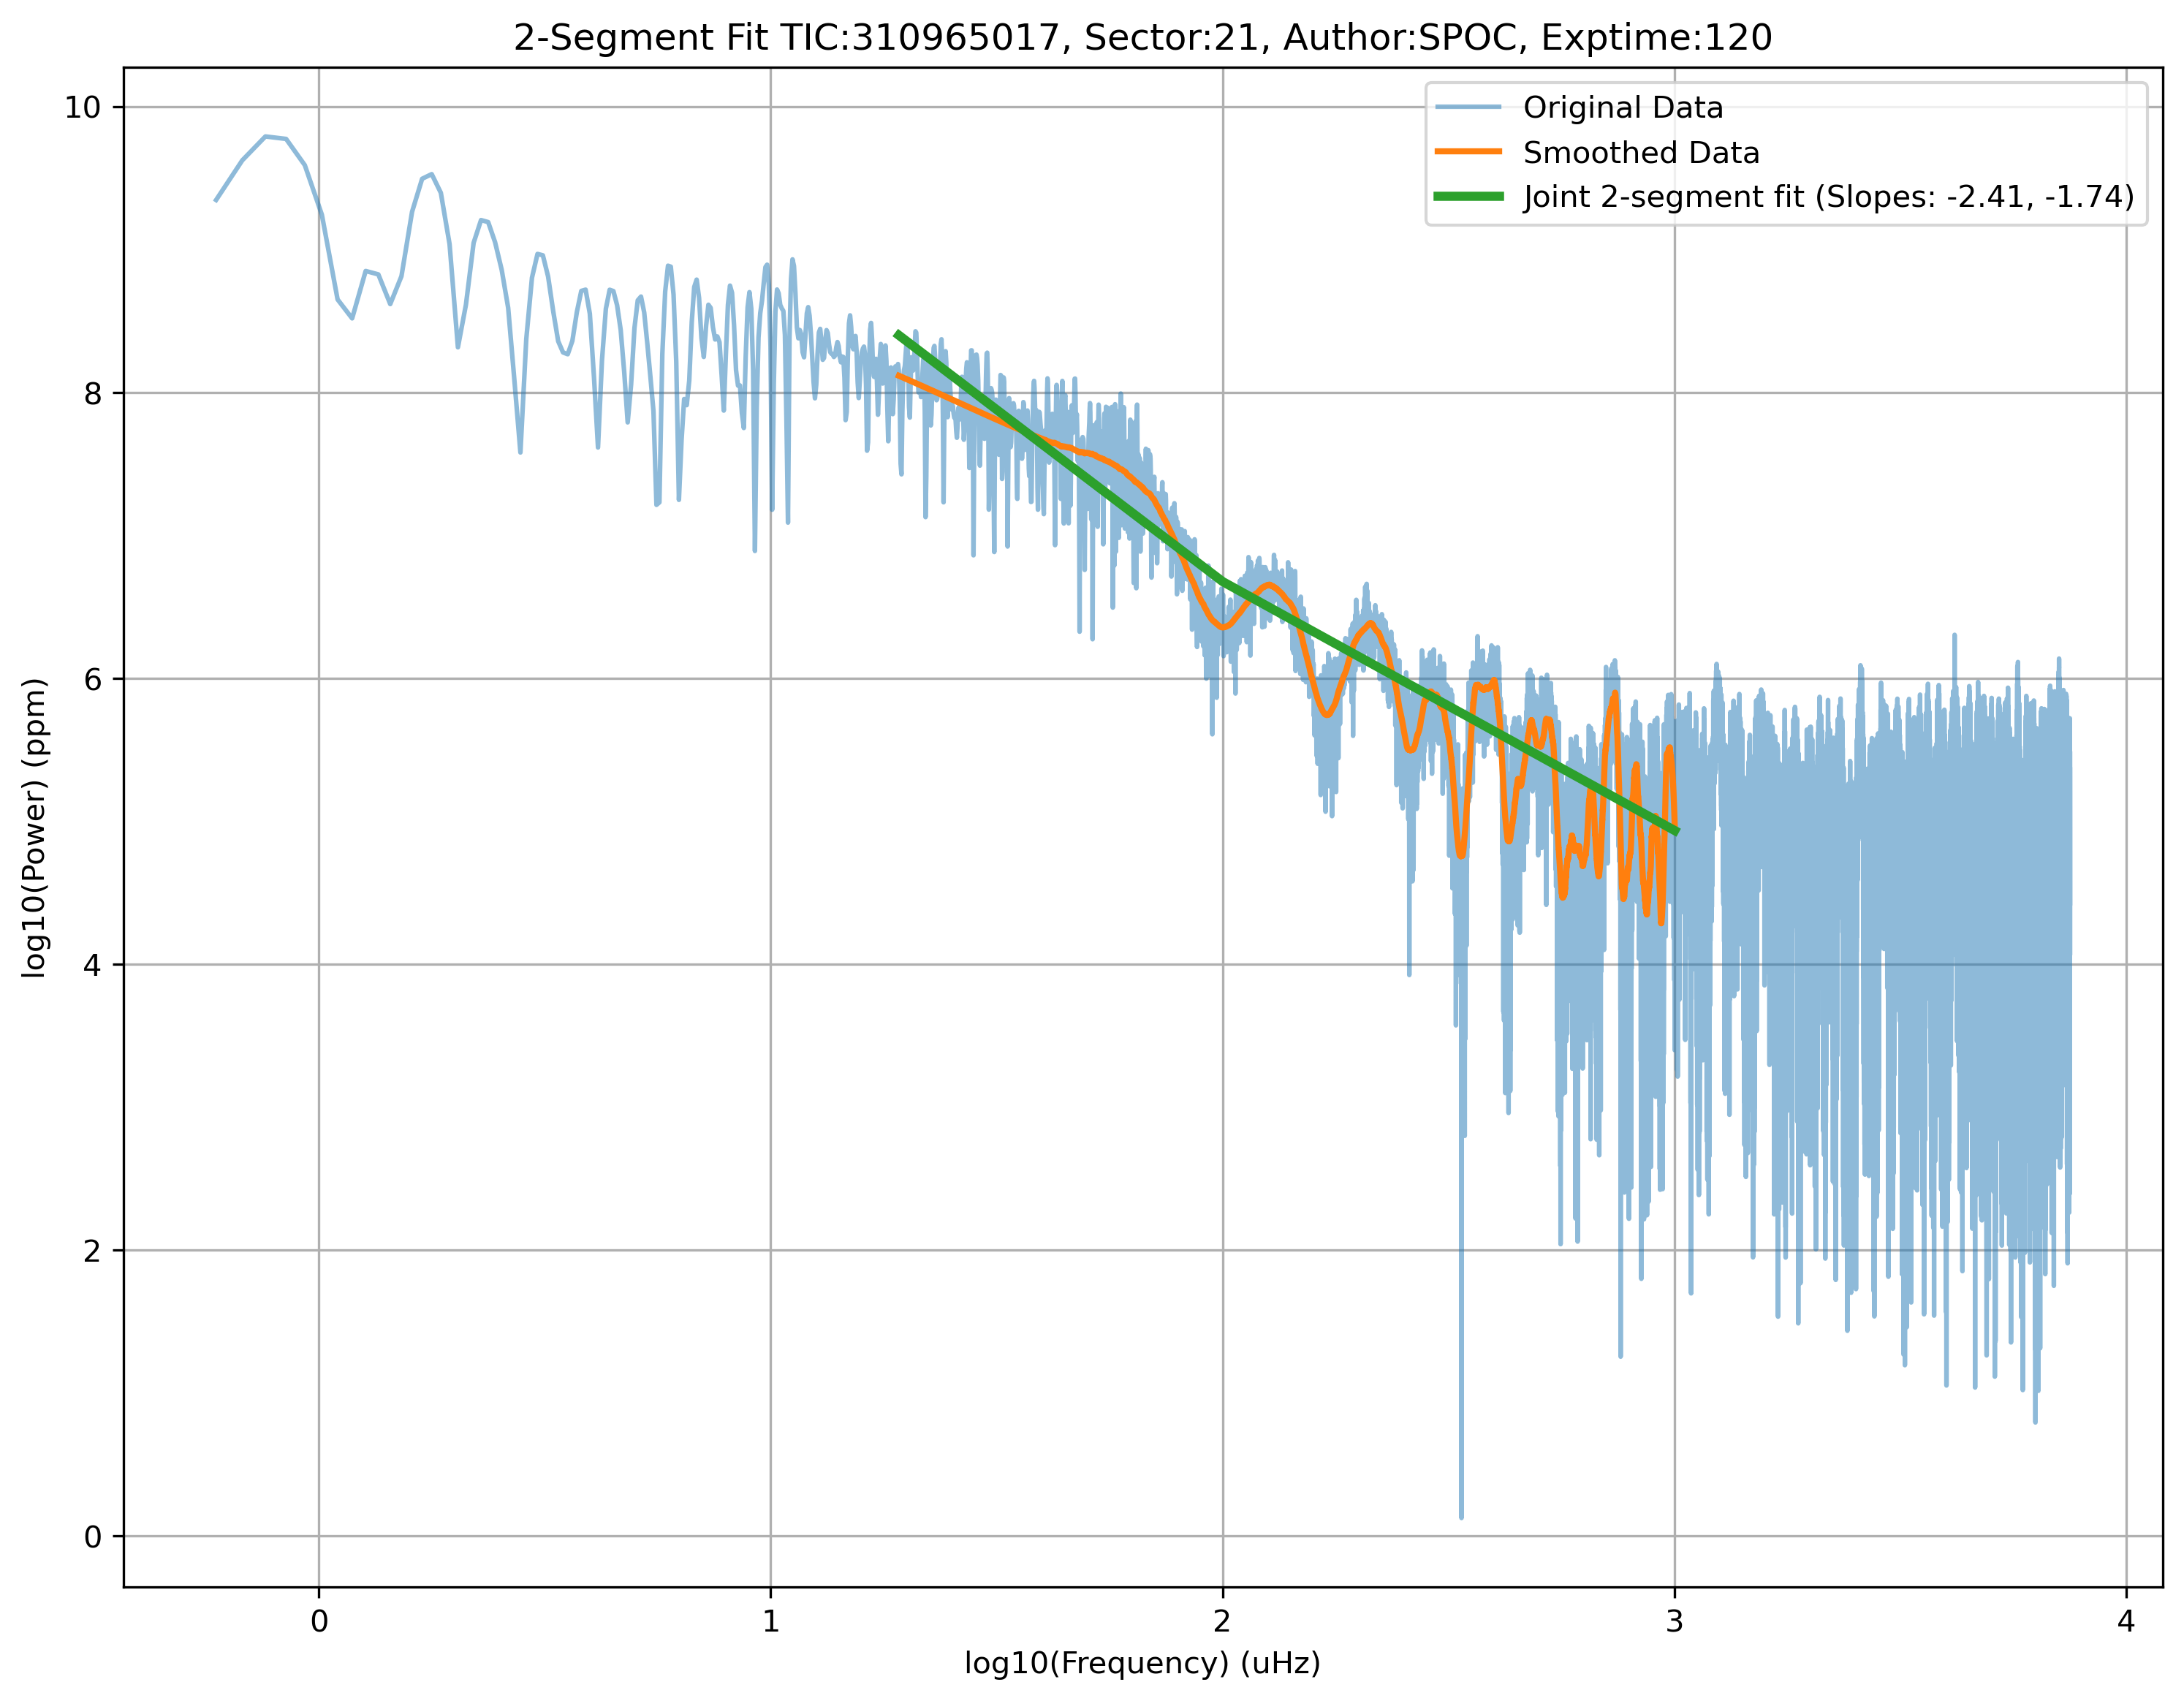 2-Segment Fit TIC:310965017, Sector:21, Author:SPOC, Exptime:120
Original Data
Smoothed Data
Joint 2-segment fit (Slopes: -2.41, -1.74)
log10(Power) (ppm)
10
8
6
4
2
0
0 1 2 3 4
log10(Frequency) (uHz)